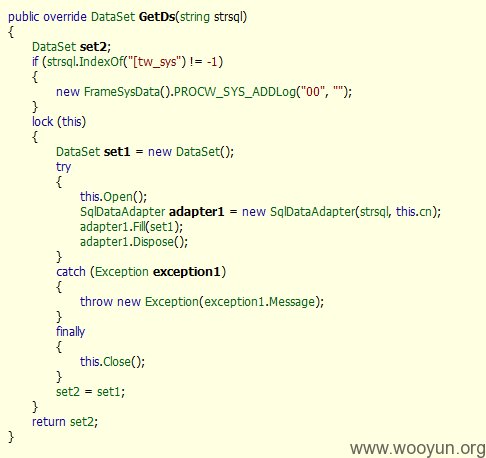 public override DataSet GetDs(string strsql)
{
DataSet set2;
if (strsql.IndexOf("[tw_sys") != -1)
{
new FrameSysData().PROCW_SYS_ADDLog("00", "");
}
lock (this)
{
DataSet set1 = new DataSet();
try
{
this.Open();
SqlDataAdapter adapter1 = new SqlDataAdapter(strsql, this.cn);
adapter1.Fill(set1);
adapter1.Dispose();
}
catch (Exception exception1)
{
throw new Exception(exception1.Message);
}
finally
{
this.Close();
}
set2 = set1;
}
return set2;
}
www.wooyun.org